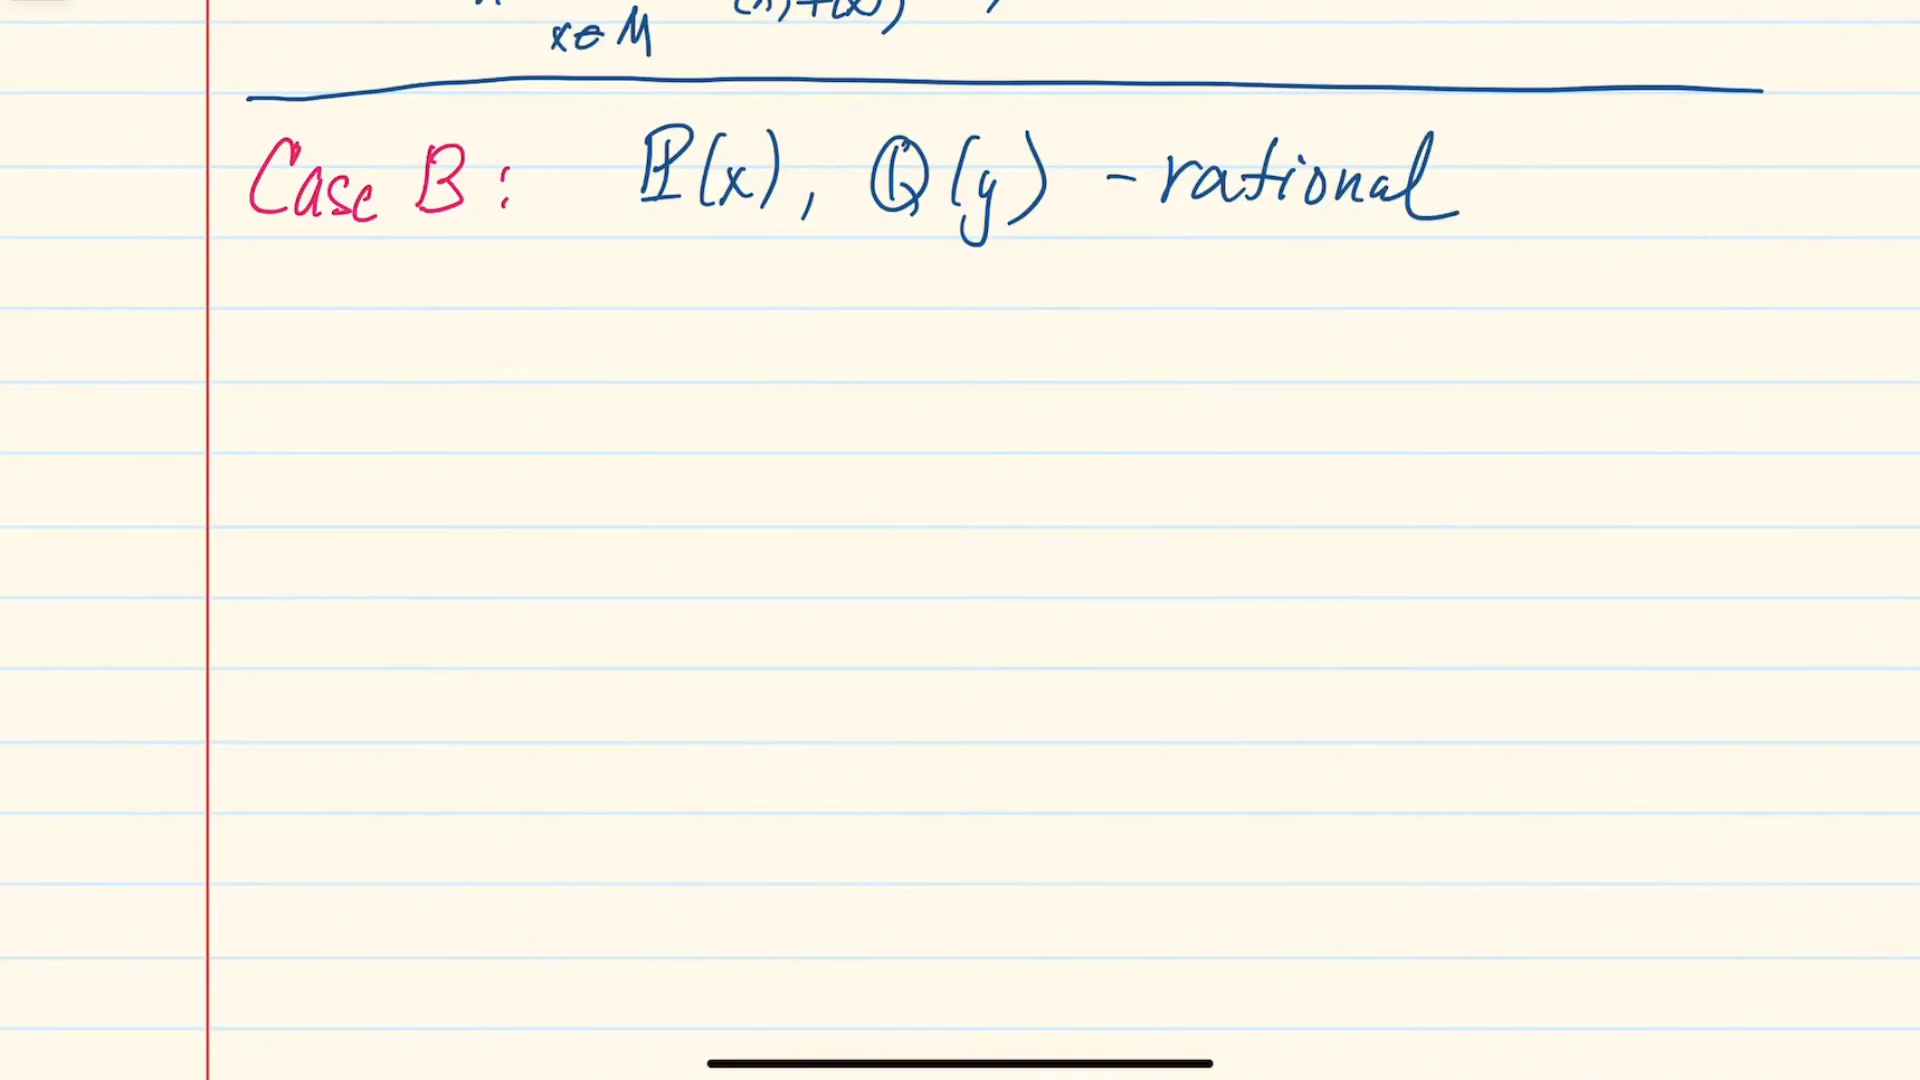 x∈M
Case B: P(x), Q(y) - rational